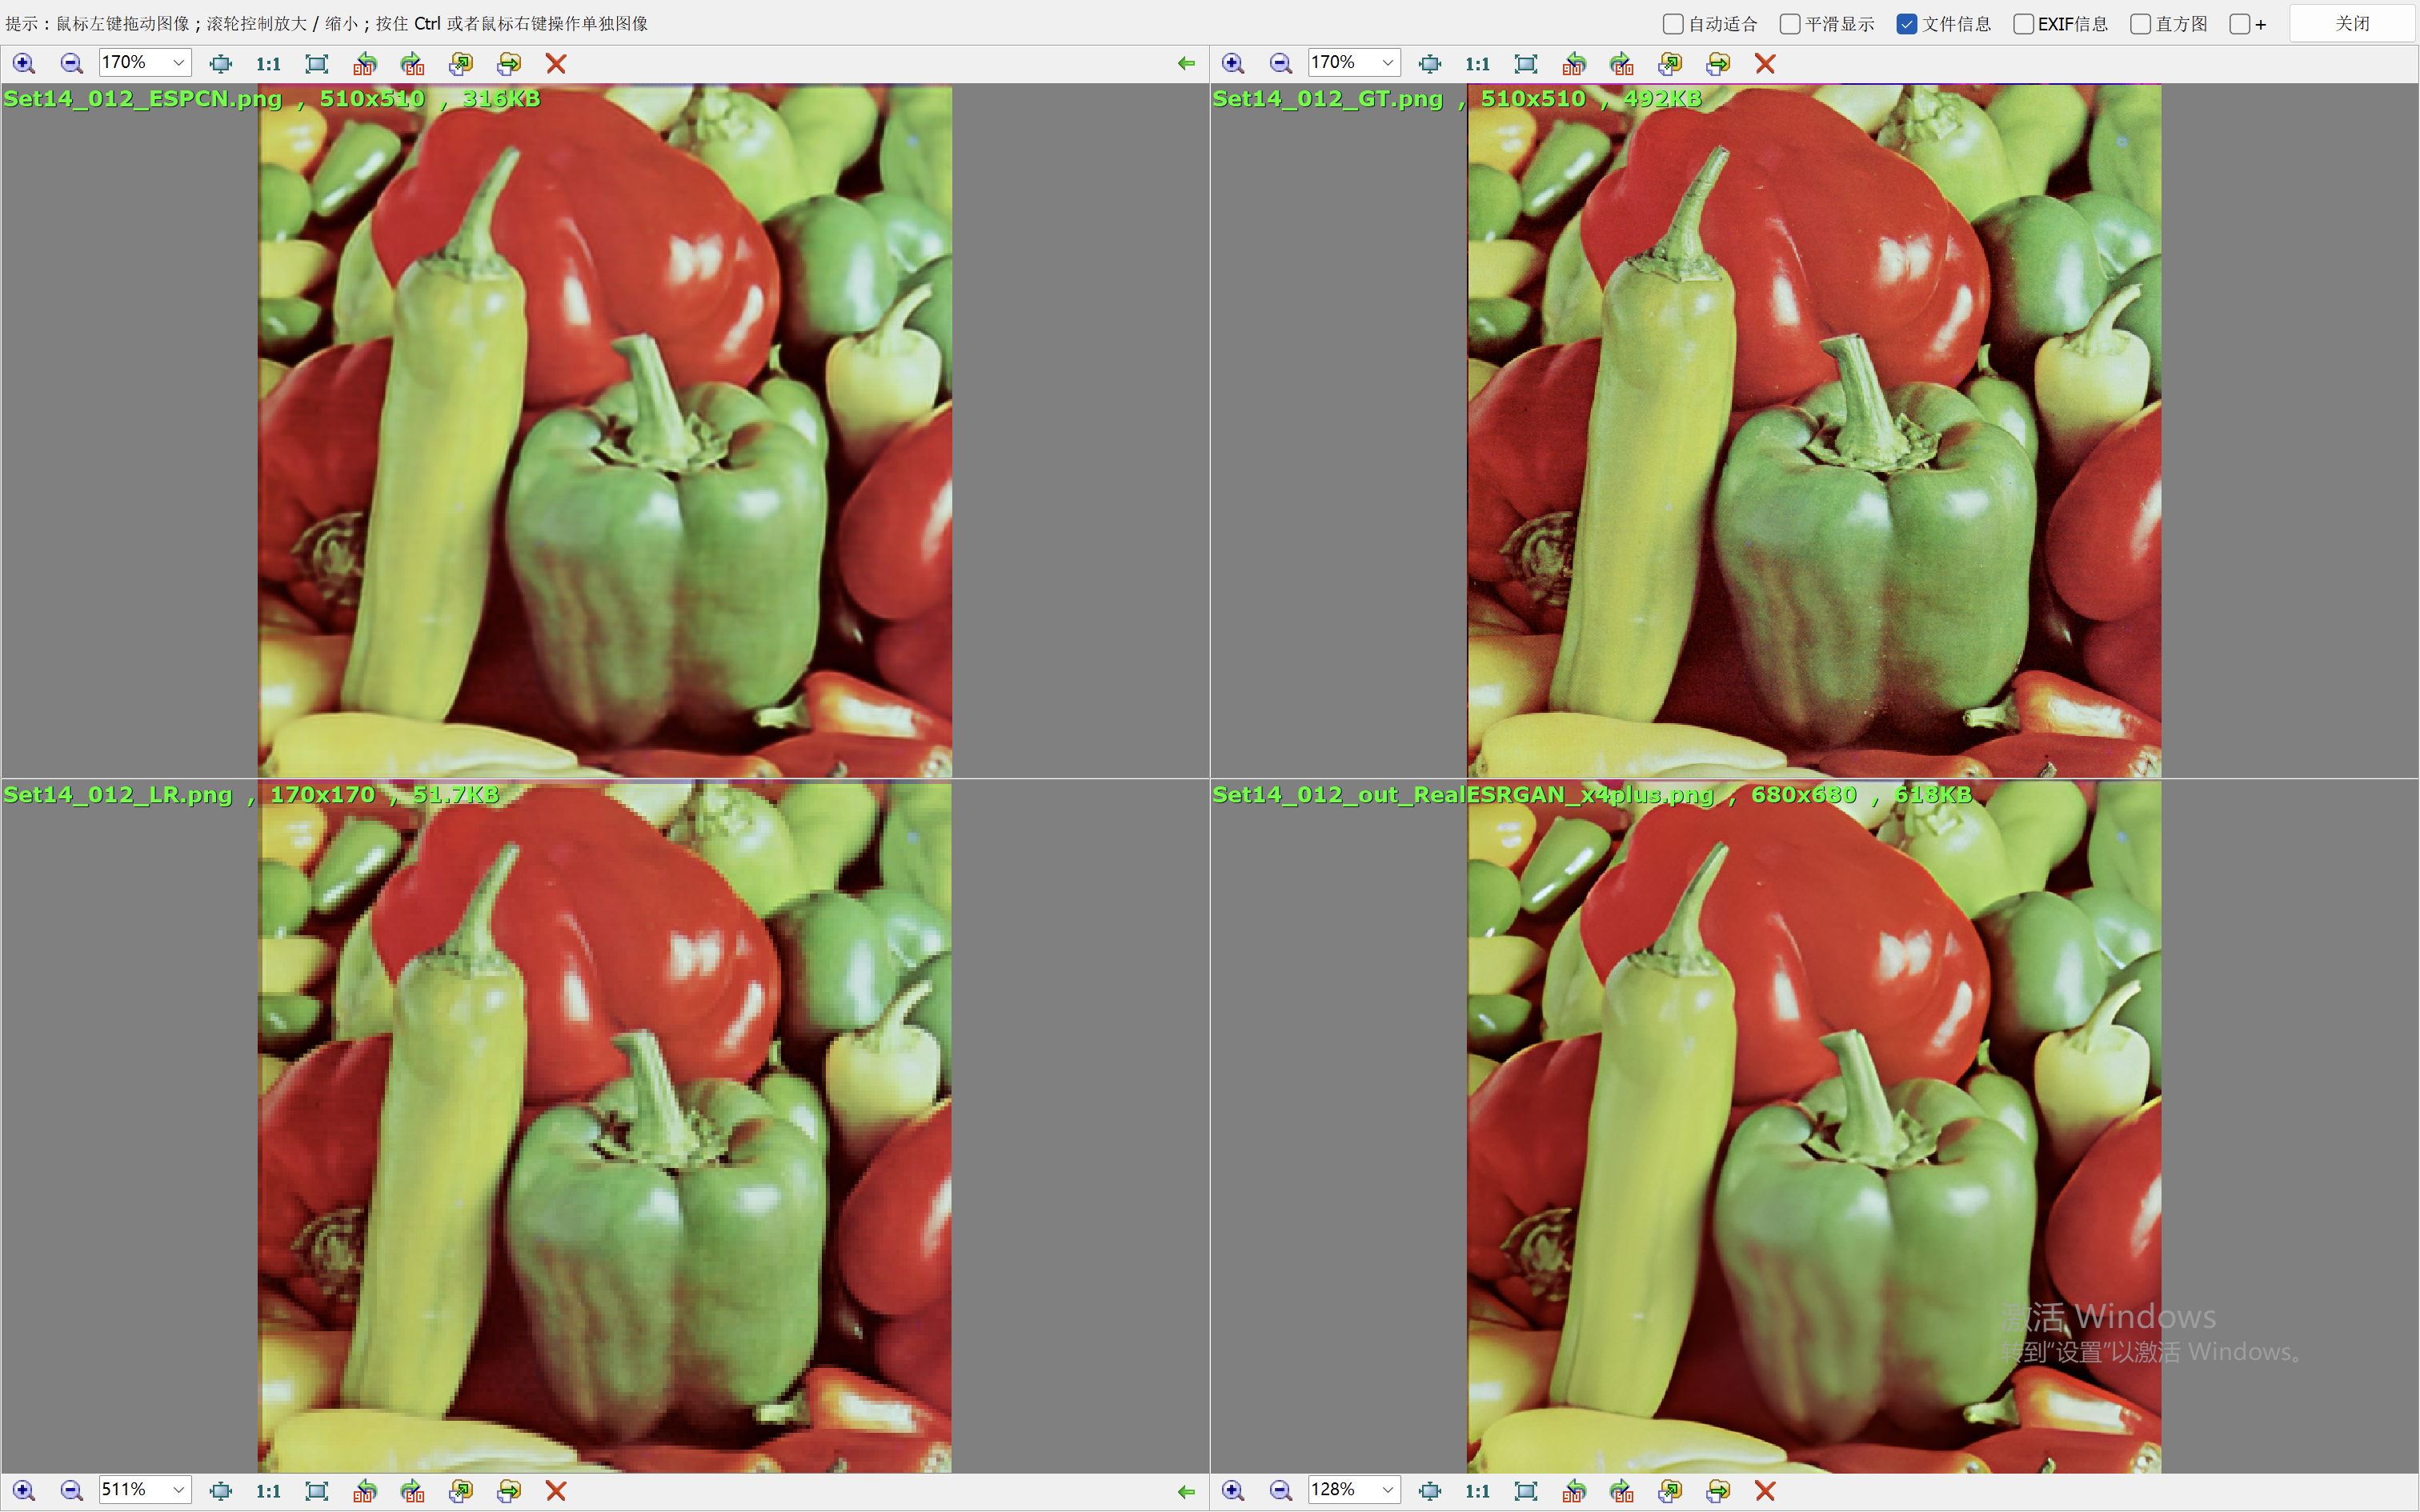 提示：鼠标左键拖动图像；滚轮控制放大 / 缩小；按住 Ctrl 或者鼠标右键操作单独图像
自动适合 平滑显示 文件信息 EXIF信息 直方图 + 关闭
170% 1:1
170% 1:1
Set14_012_ESPCN.png , 510x510 , 316KB
Set14_012_GT.png , 510x510 , 492KB
Set14_012_LR.png , 170x170 , 51.7KB
Set14_012_out_RealESRGAN_x4plus.png , 680x680 , 618KB
激活 Windows
转到“设置”以激活 Windows。
511% 1:1
128% 1:1